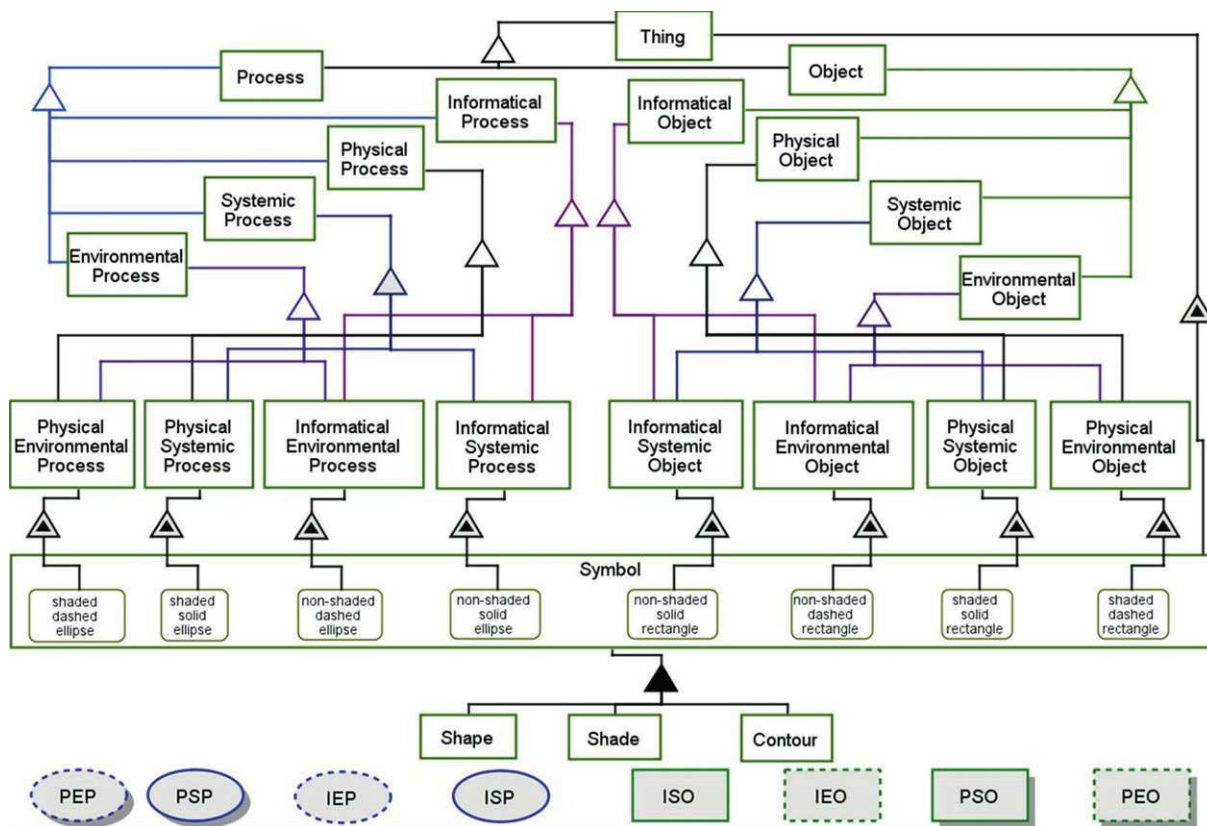 Thing
Process
Object
Informatical
Process
Informatical
Object
Physical
Process
Physical
Object
Systemic
Process
Systemic
Object
Environmental
Process
Environmental
Object
Physical
Environmental
Process
Physical
Systemic
Process
Informatical
Environmental
Process
Informatical
Systemic
Process
Informatical
Systemic
Object
Informatical
Environmental
Object
Physical
Systemic
Object
Physical
Environmental
Object
Symbol
shaded
dashed
ellipse
shaded
solid
ellipse
non-shaded
dashed
ellipse
non-shaded
solid
ellipse
non-shaded
solid
rectangle
non-shaded
dashed
rectangle
shaded
solid
rectangle
shaded
dashed
rectangle
Shape
Shade
Contour
PEP
PSP
IEP
ISP
ISO
IEO
PSO
PEO